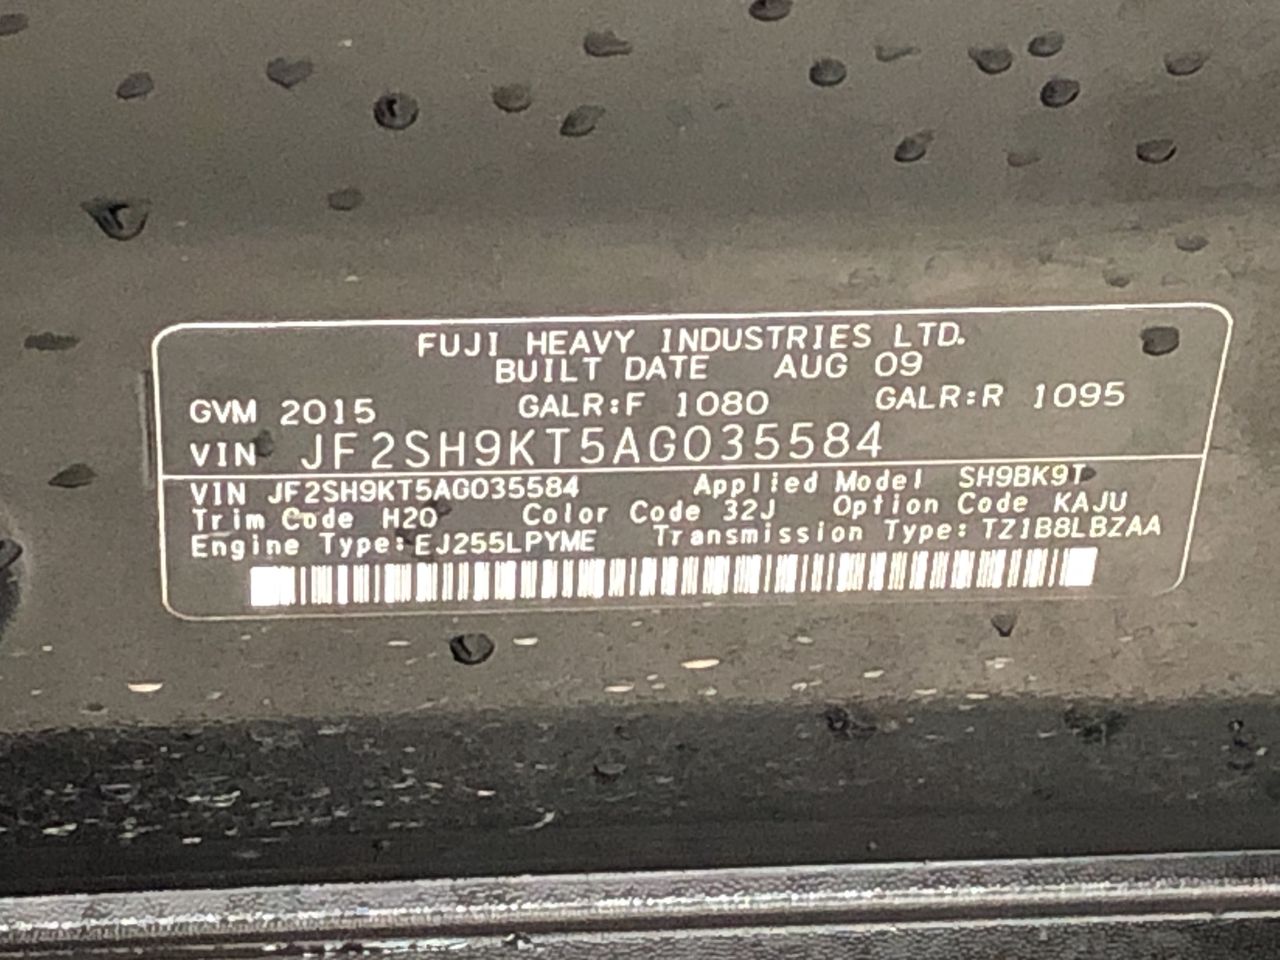 FUJI HEAVY INDUSTRIES LTD.
BUILT DATE AUG 09
GVM 2015 GALR:F 1080 GALR:R 1095
VIN JF2SH9KT5AG035584
VIN JF2SH9KT5AG035584 Applied Model SH9BK9T
Trim Code H20 Color Code 32J Option Code KAJU
Engine Type: EJ255LPYME Transmission Type: TZ1B8LBZAA